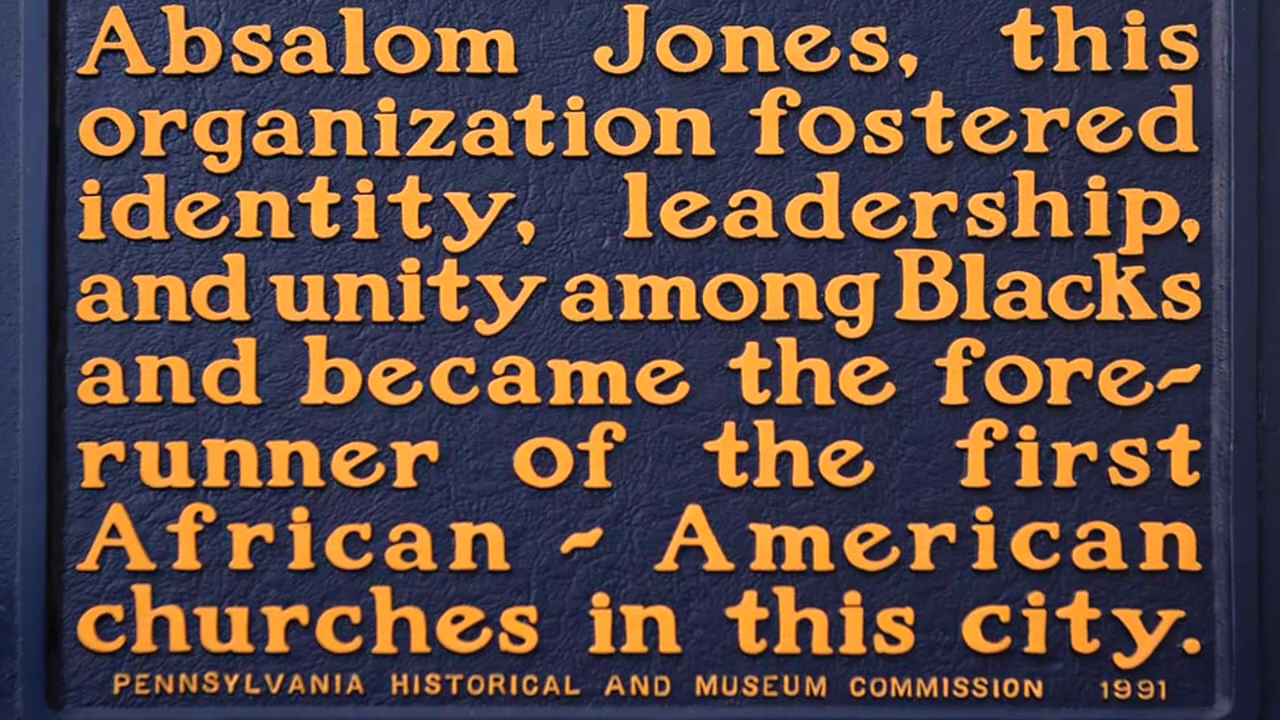 Absalom Jones, this
organization fostered
identity, leadership,
and unity among Blacks
and became the fore-
runner of the first
African - American
churches in this city.
PENNSYLVANIA HISTORICAL AND MUSEUM COMMISSION 1991